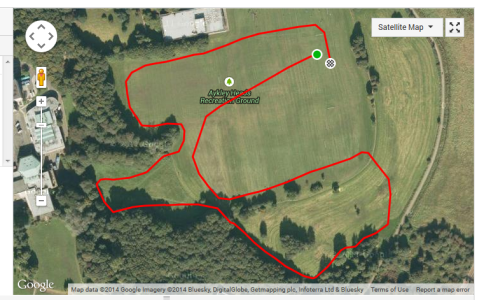 Satellite Map
Aykley Heads
Recreation Ground
Google
Map data ©2014 Google Imagery ©2014 Bluesky, DigitalGlobe, Getmapping plc, Infoterra Ltd & Bluesky
Terms of Use
Report a map error